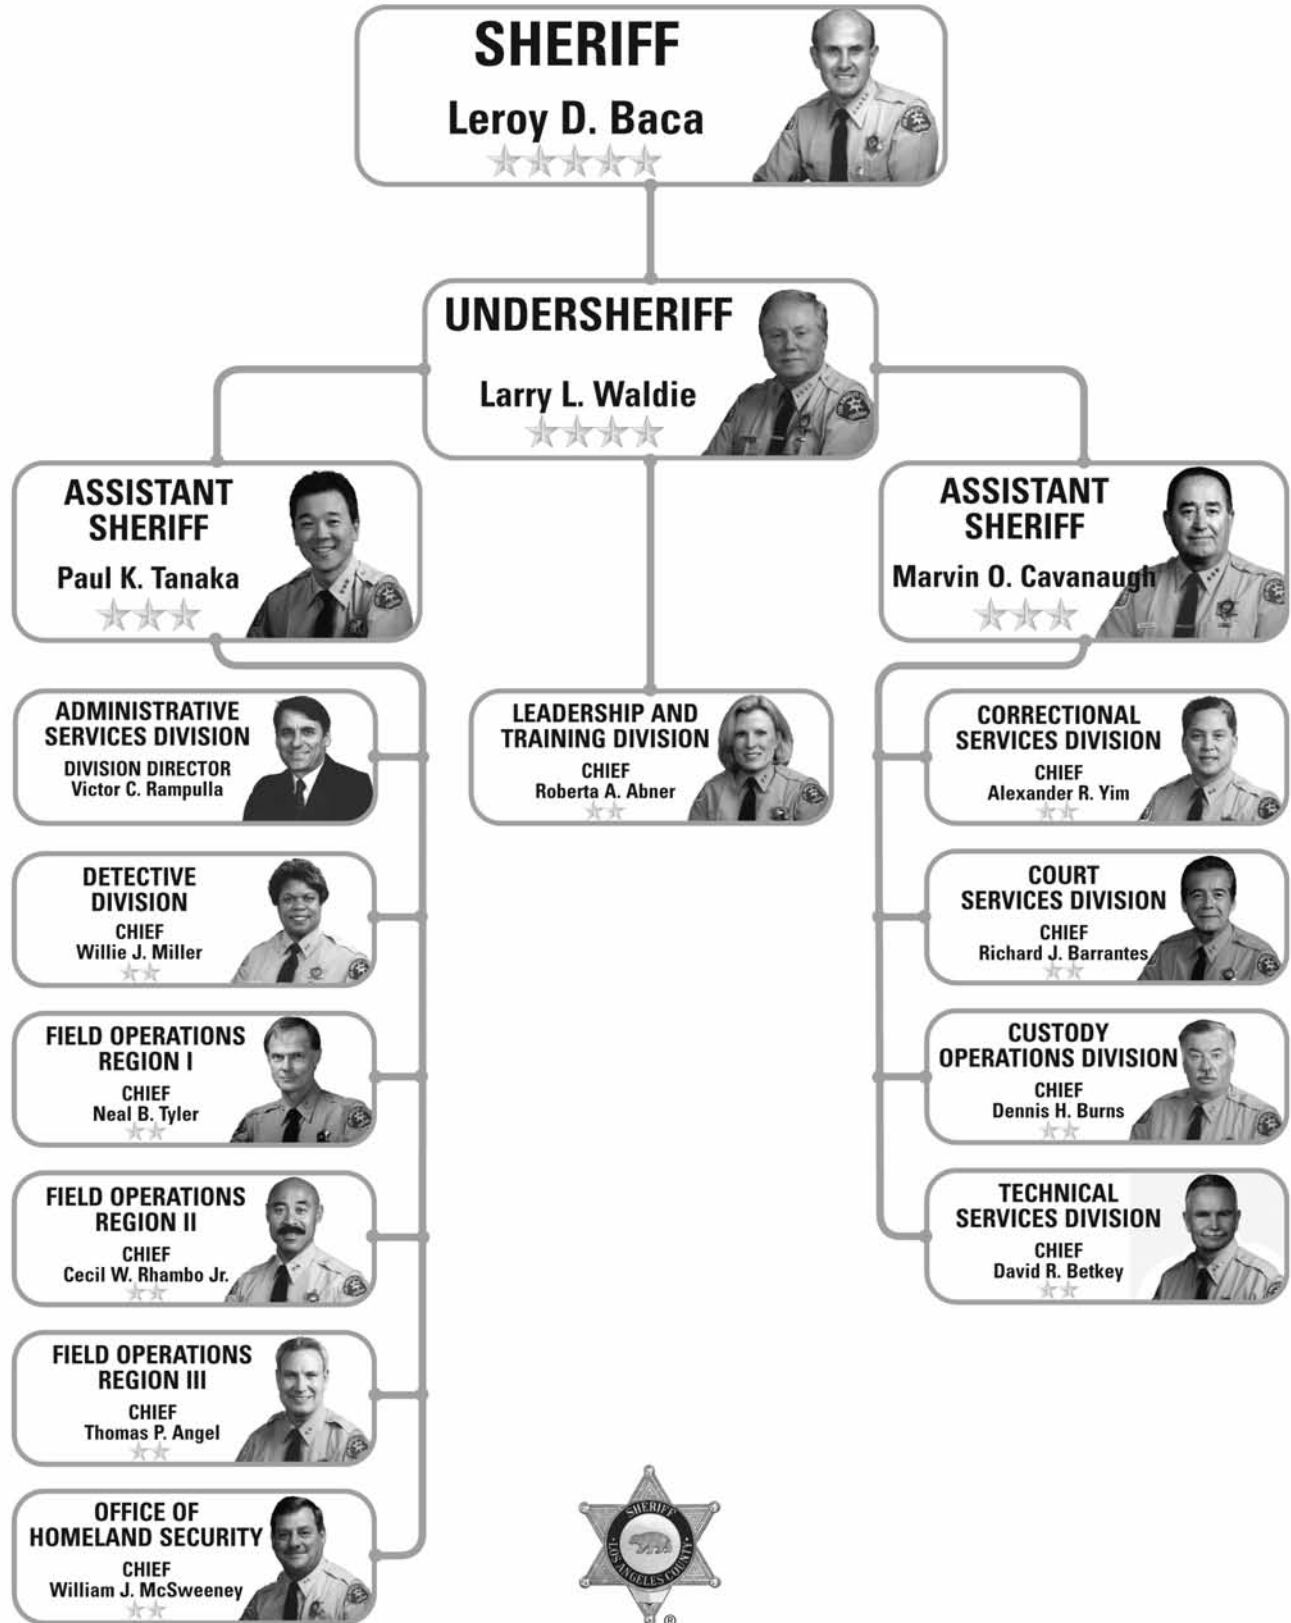 SHERIFF
Leroy D. Baca
UNDERSHERIFF
Larry L. Waldie
ASSISTANT
SHERIFF
Paul K. Tanaka
ASSISTANT
SHERIFF
Marvin O. Cavanaugh
ADMINISTRATIVE
SERVICES DIVISION
DIVISION DIRECTOR
Victor C. Rampulla
DETECTIVE
DIVISION
CHIEF
Willie J. Miller
FIELD OPERATIONS
REGION I
CHIEF
Neal B. Tyler
FIELD OPERATIONS
REGION II
CHIEF
Cecil W. Rhambo Jr.
FIELD OPERATIONS
REGION III
CHIEF
Thomas P. Angel
OFFICE OF
HOMELAND SECURITY
CHIEF
William J. McSweeney
LEADERSHIP AND
TRAINING DIVISION
CHIEF
Roberta A. Abner
CORRECTIONAL
SERVICES DIVISION
CHIEF
Alexander R. Yim
COURT
SERVICES DIVISION
CHIEF
Richard J. Barrantes
CUSTODY
OPERATIONS DIVISION
CHIEF
Dennis H. Burns
TECHNICAL
SERVICES DIVISION
CHIEF
David R. Betkey
SHERIFF
LOS ANGELES COUNTY
®